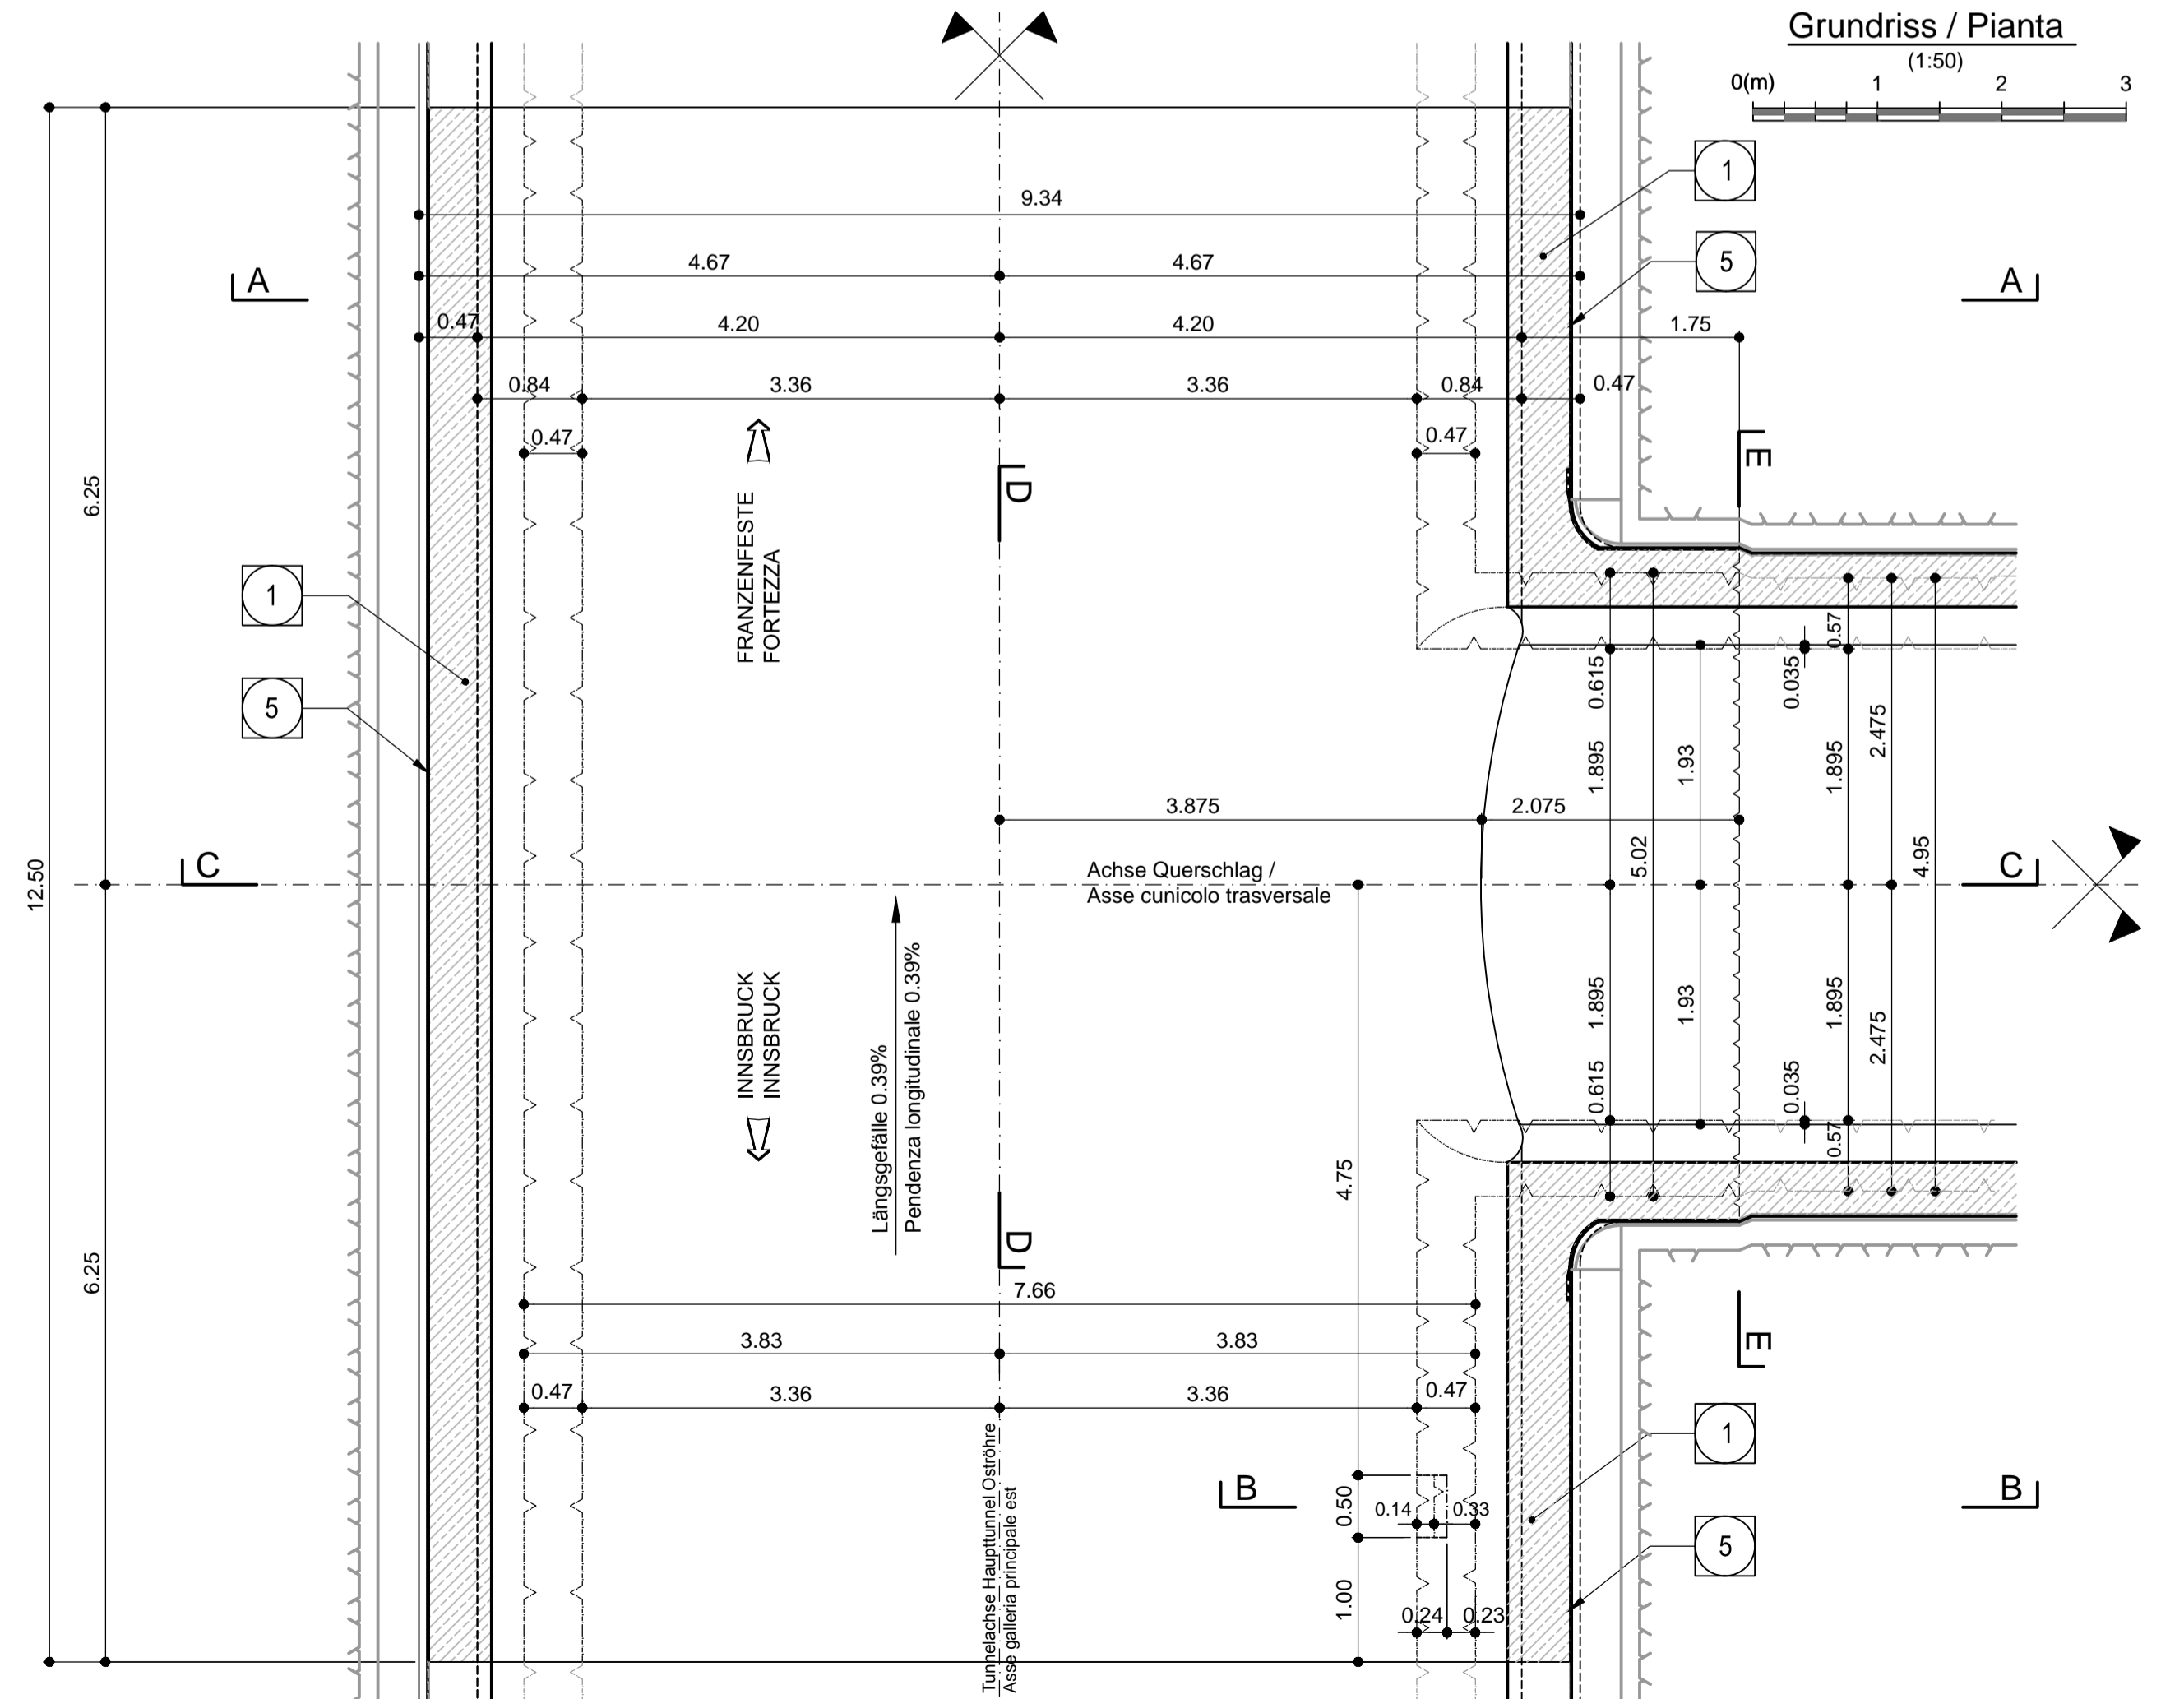 Grundriss / Pianta
(1:50)
0(m) 1 2 3
1
9.34
5
4.67 4.67
A A
0.47 4.20 4.20 1.75
0.84 3.36 3.36 0.84 0.47
0.47 0.47
E
D
6.25
FRANZENFESTE
FORTEZZA
1
5
0.615 0.035 0.57
1.895 1.93 1.895 2.475
3.875 2.075
5.02 4.95
12.50
C C
Achse Querschlag /
Asse cunicolo trasversale
INNSBRUCK
INNSBRUCK
Längsgefälle 0.39%
Pendenza longitudinale 0.39%
1.895 1.93 1.895 2.475
0.615 0.035 0.57
4.75
6.25
D
7.66
E
3.83 3.83
0.47 3.36 3.36 0.47
1
B B
0.50 0.14 0.33
5
1.00
0.24 0.23
Tunnelachse Haupttunnel Oströhre
Asse galleria principale est